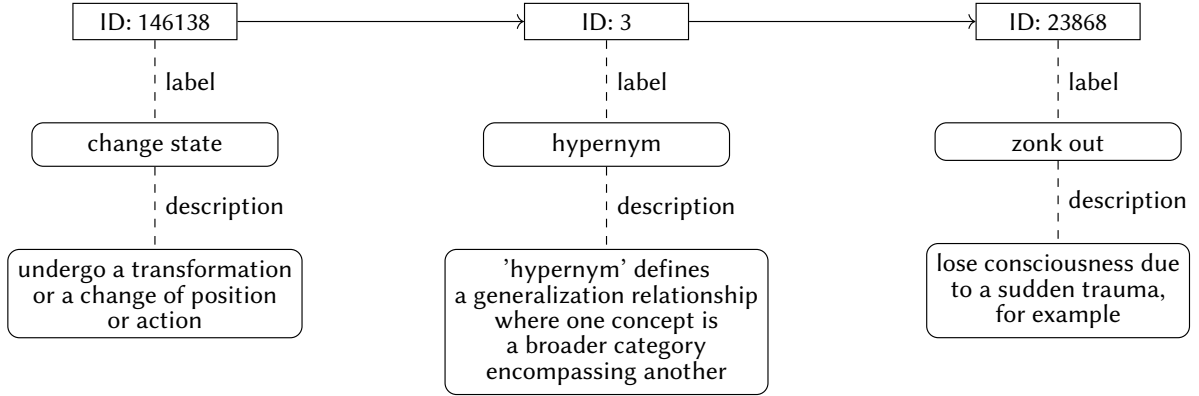 ID: 146138
ID: 3
ID: 23868
label
label
label
change state
hypernym
zonk out
description
description
description
undergo a transformation
or a change of position
or action
'hypernym' defines
a generalization relationship
where one concept is
a broader category
encompassing another
lose consciousness due
to a sudden trauma,
for example